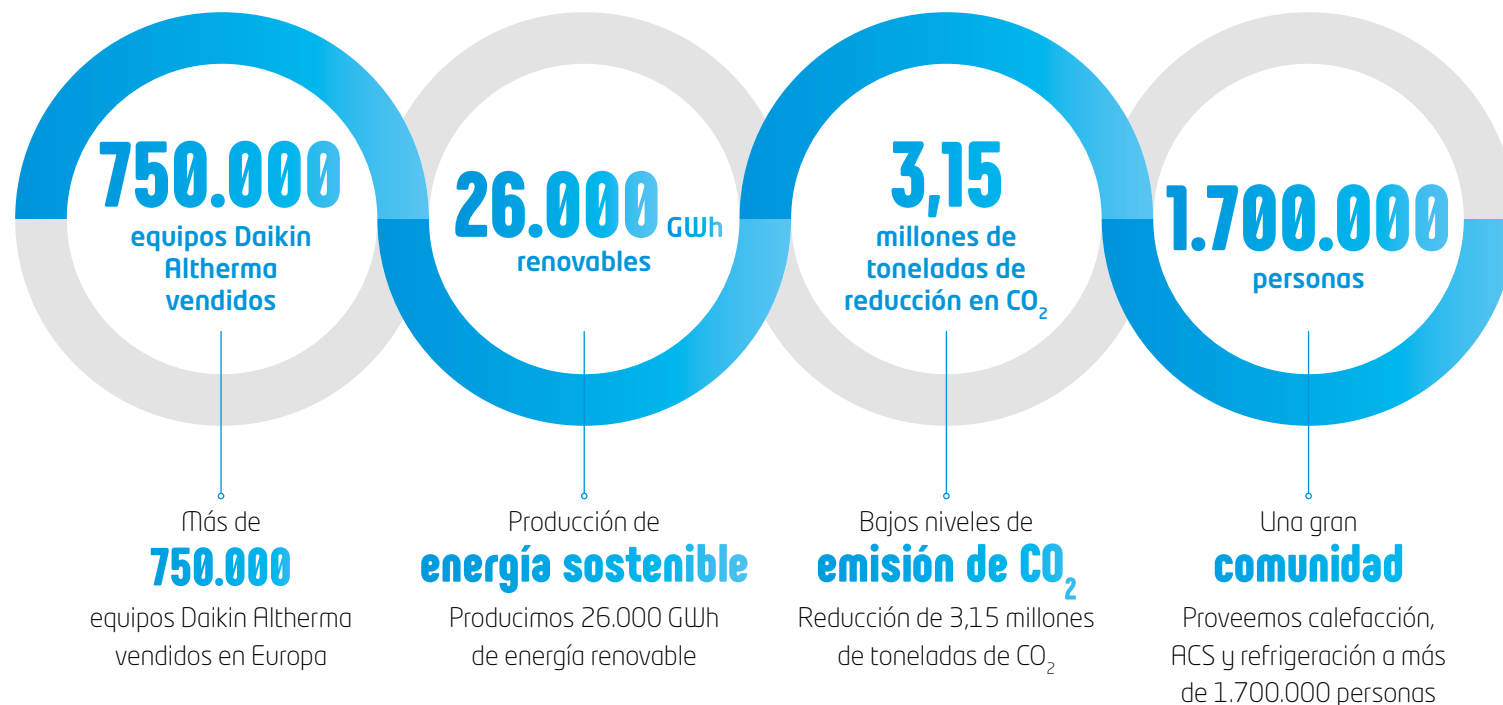 750.000
equipos Daikin
Altherma
vendidos
26.000 GWh
renovables
3,15
millones de
toneladas de
reducción en CO₂
1.700.000
personas
Más de
750.000
equipos Daikin Altherma
vendidos en Europa
Producción de
energía sostenible
Producimos 26.000 GWh
de energía renovable
Bajos niveles de
emisión de CO₂
Reducción de 3,15 millones
de toneladas de CO₂
Una gran
comunidad
Proveemos calefacción,
ACS y refrigeración a más
de 1.700.000 personas